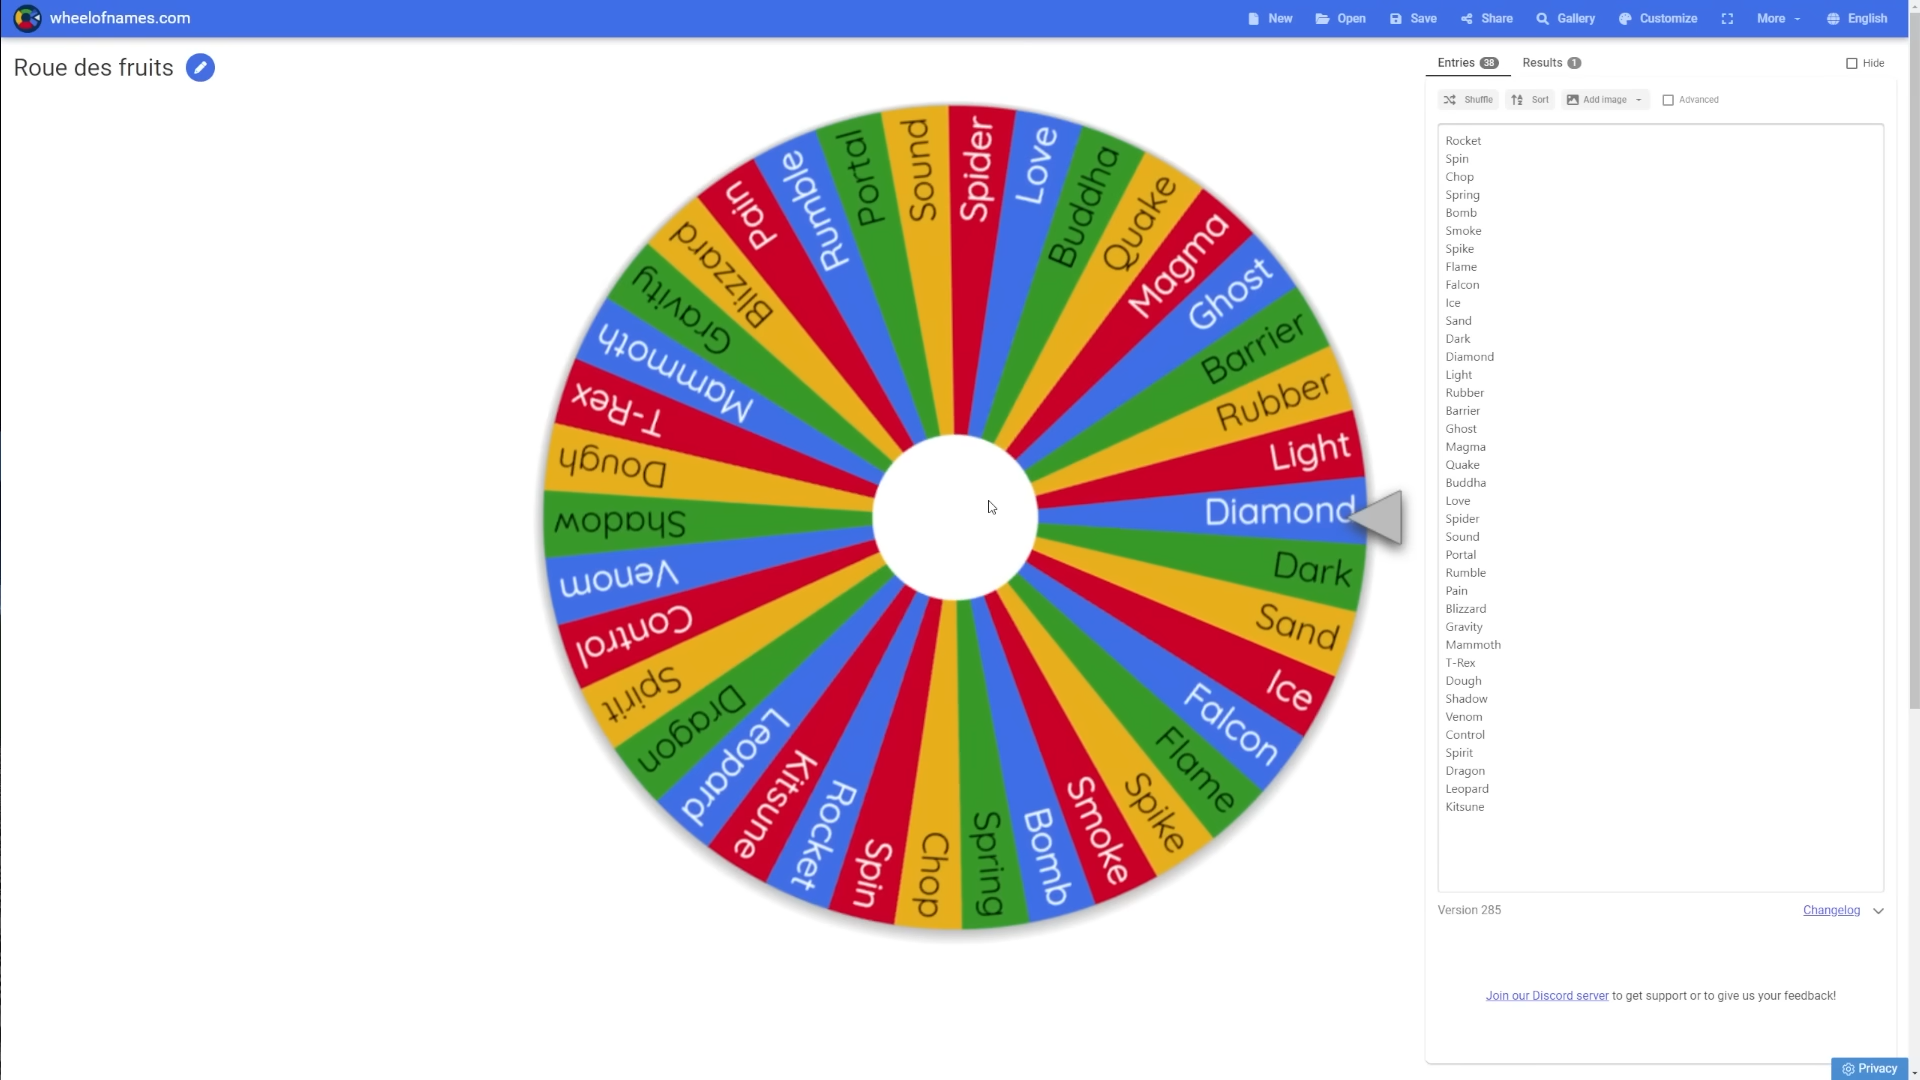 wheelofnames.com
New
Open
Save
Share
Gallery
Customize
More
English
Roue des fruits
Entries 38
Results 1
Hide
Shuffle
Sort
Add image
Advanced
Rocket
Spin
Chop
Spring
Bomb
Smoke
Spike
Flame
Falcon
Ice
Sand
Dark
Diamond
Light
Rubber
Barrier
Ghost
Magma
Quake
Buddha
Love
Spider
Sound
Portal
Rumble
Pain
Blizzard
Gravity
Mammoth
T-Rex
Dough
Shadow
Venom
Control
Spirit
Dragon
Leopard
Kitsune
Spider
Love
Buddha
Quake
Magma
Ghost
Barrier
Rubber
Light
Diamond
Dark
Sand
Ice
Falcon
Flame
Spike
Smoke
Bomb
Spring
Chop
Spin
Rocket
Kitsune
Leopard
Dragon
Spirit
Control
Venom
Shadow
Dough
T-Rex
Mammoth
Gravity
Blizzard
Pain
Rumble
Portal
Sound
Version 285
Changelog
Join our Discord server to get support or to give us your feedback!
Privacy